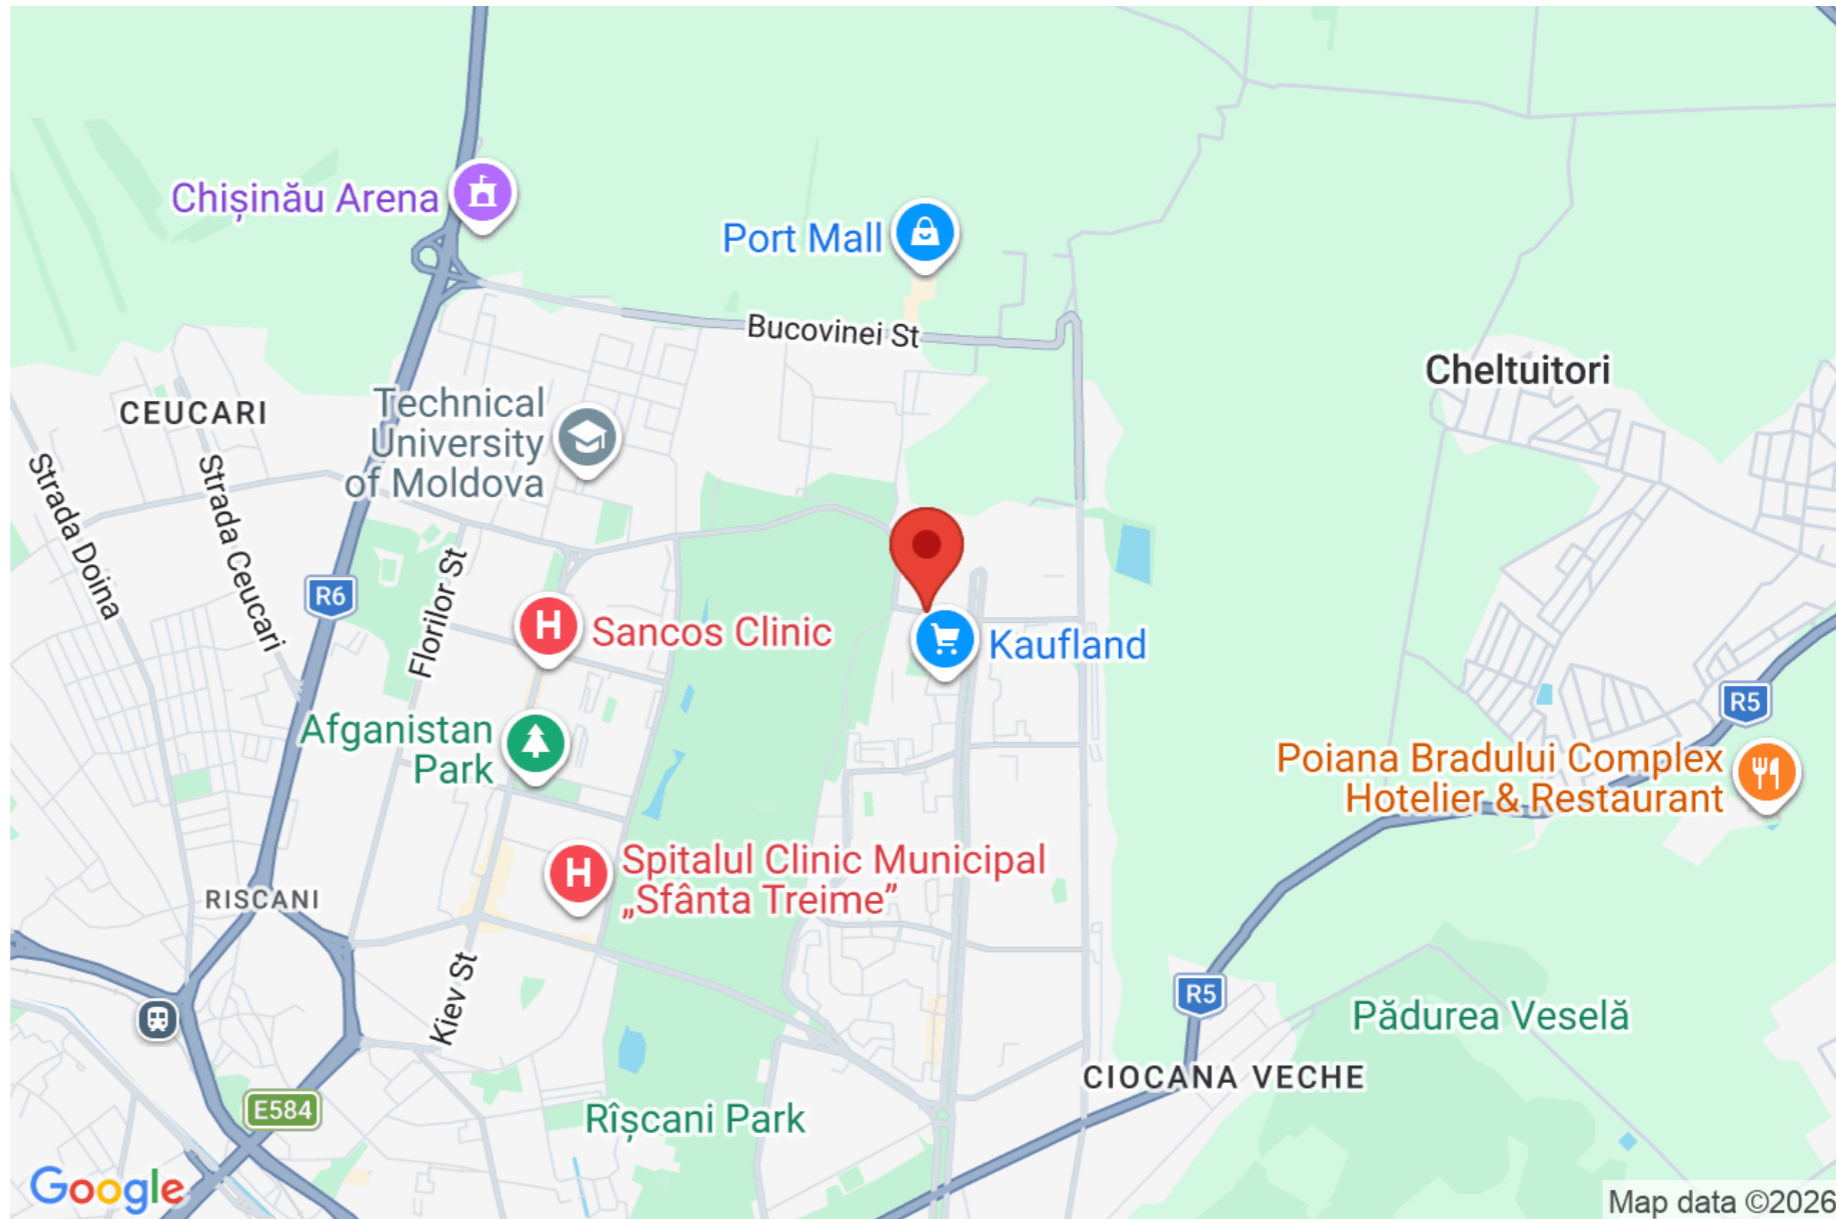 Chișinău Arena
Port Mall
Bucovinei St
Cheltuitori
CEUCARI
Technical
University
of Moldova
Strada Doina
Strada Ceucari
Florilor St
R6
H
Sancos Clinic
Kaufland
R5
Afganistan
Park
Poiana Bradului Complex
Hotelier & Restaurant
H
Spitalul Clinic Municipal
„Sfânta Treime”
RISCANI
Kiev St
R5
Pădurea Veselă
CIOCANA VECHE
E584
Rîșcani Park
Google
Map data ©2026